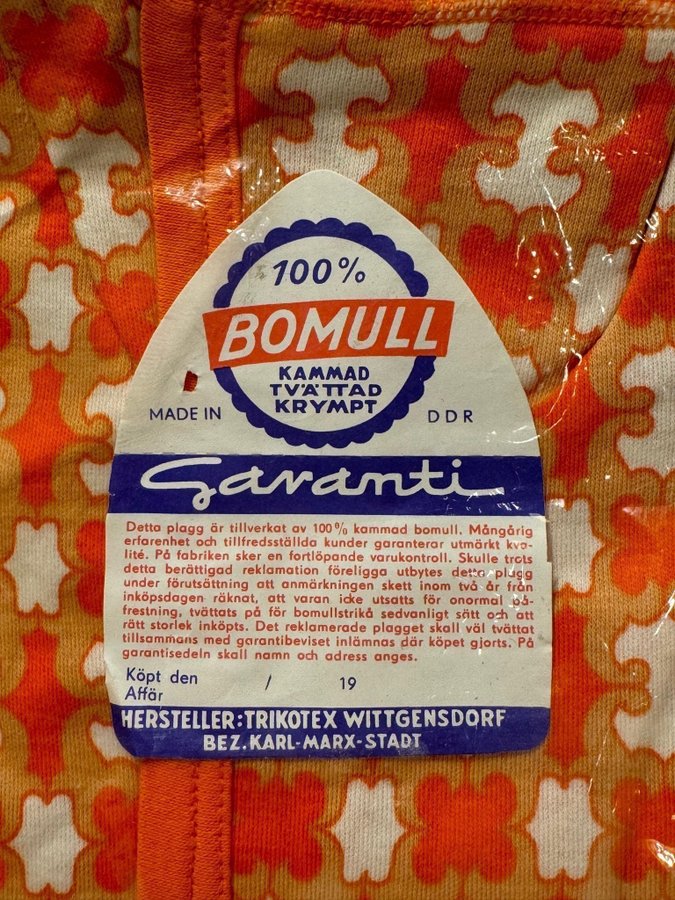 100%
BOMULL
KAMMAD
TVÄTTAD
KRYMPT
MADE IN DDR
Garanti
Detta plagg är tillverkat av 100% kammad bomull. Mångårig
erfarenhet och tillfredsställda kunder garanterar utmärkt kva-
lité. På fabriken sker en fortlöpande varukontroll. Skulle trots
detta berättigad reklamation föreligga utbytes detta plagg
under förutsättning att anmärkningen skett inom två år från
inköpsdagen räknat, att varan icke utsatts för onormal på-
frestning, tvättats på för bomullstrikå sedvanligt sätt och att
rätt storlek inköpts. Det reklamerade plagget skall väl tvättat
tillsammans med garantibeviset inlämnas där köpet gjorts. På
garantisedeln skall namn och adress anges.
Köpt den / 19
Affär
HERSTELLER: TRIKOTEX WITTGENSDORF
BEZ. KARL-MARX-STADT